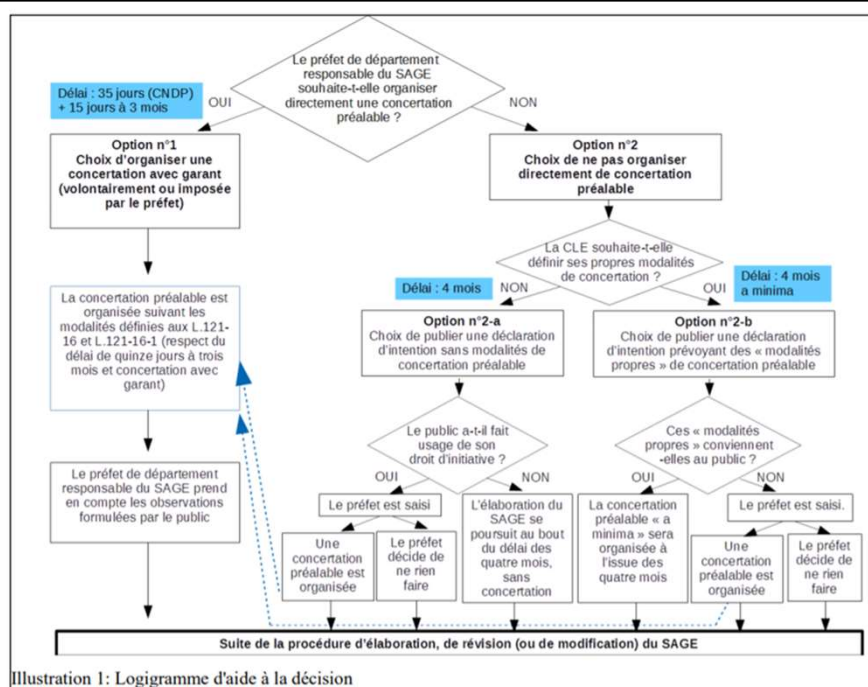 Le préfet de département
responsable du SAGE
souhaite-t-elle organiser
directement une concertation
préalable ?
Délai : 35 jours (CNDP)
+ 15 jours à 3 mois
OUI
NON
Option n°1
Choix d'organiser une
concertation avec garant
(volontairement ou imposée
par le préfet)
Option n°2
Choix de ne pas organiser
directement de concertation
préalable
La CLE souhaite-t-elle
définir ses propres modalités
de concertation ?
Délai : 4 mois
NON
OUI
Délai : 4 mois
a minima
La concertation préalable est
organisée suivant les
modalités définies aux L.121-
16 et L.121-16-1 (respect du
délai de quinze jours à trois
mois et concertation avec
garant)
Option n°2-a
Choix de publier une déclaration
d'intention sans modalités de
concertation préalable
Option n°2-b
Choix de publier une déclaration
d'intention prévoyant des « modalités
propres » de concertation préalable
Le public a-t-il fait
usage de son
droit d'initiative ?
Ces « modalités
propres » conviennent
-elles au public ?
OUI
NON
OUI
NON
Le préfet de département
responsable du SAGE prend
en compte les observations
formulées par le public
Le préfet est saisi
L'élaboration du
SAGE se
poursuit au bout
du délai des
quatre mois,
sans
concertation
La concertation
préalable « a
minima » sera
organisée à
l'issue des
quatre mois
Le préfet est saisi.
Une
concertation
préalable est
organisée
Le préfet
décide de
ne rien
faire
Une
concertation
préalable est
organisée
Le préfet
décide de
ne rien
faire
Suite de la procédure d'élaboration, de révision (ou de modification) du SAGE
Illustration 1: Logigramme d'aide à la décision